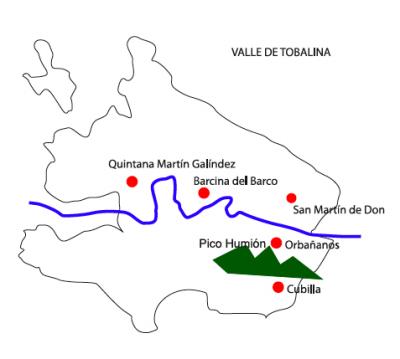 VALLE DE TOBALINA
Quintana Martín Galíndez
Barcina del Barco
San Martín de Don
Pico Humión
Orbañanos
Cubilla